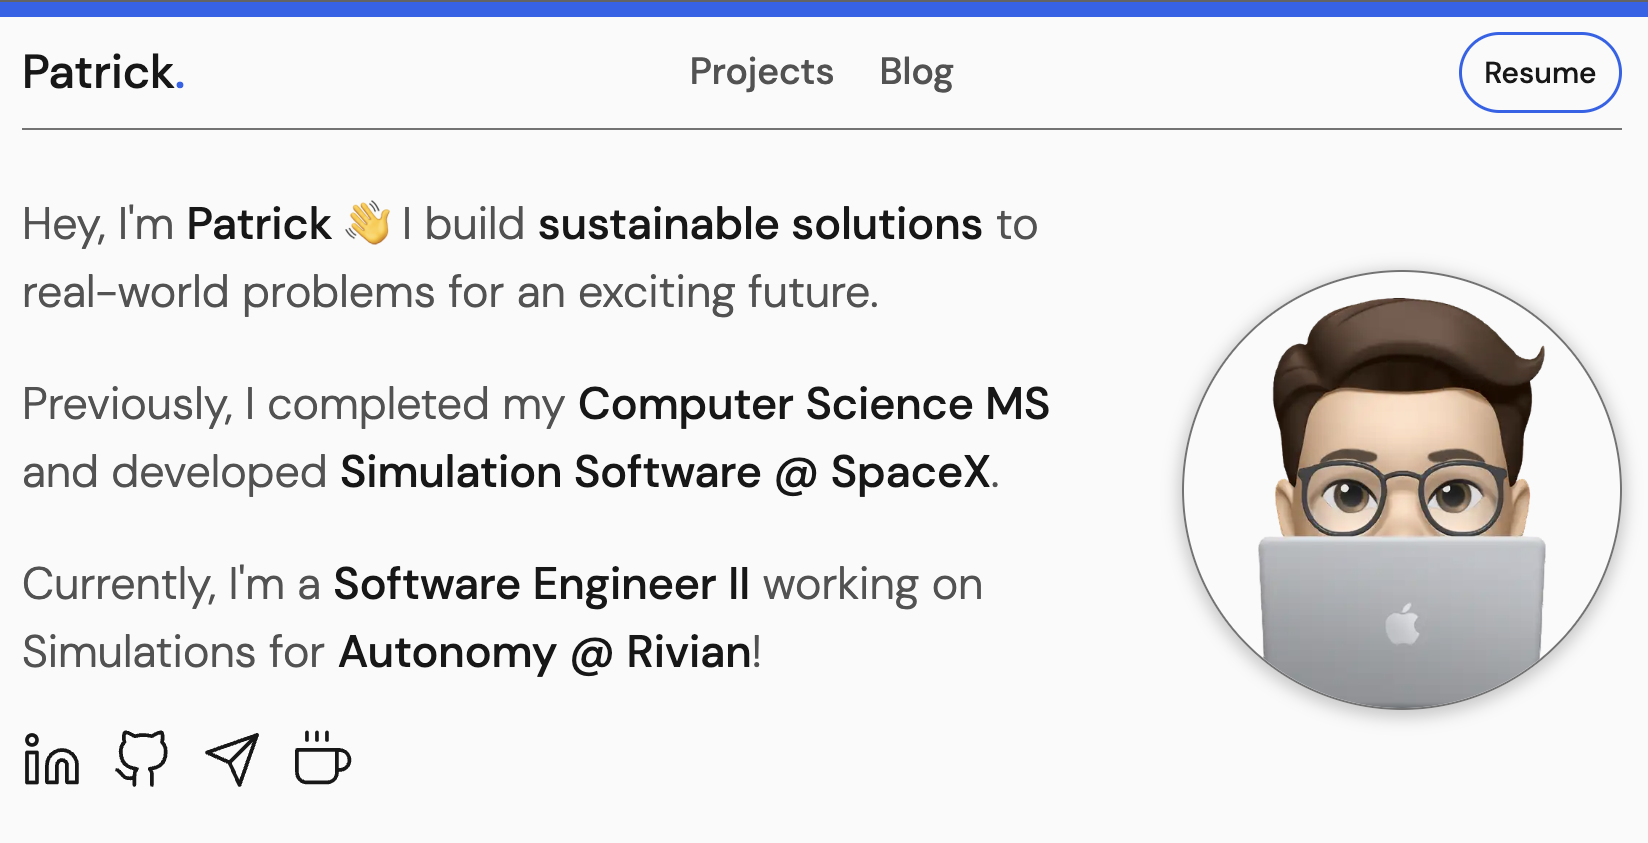 Patrick.
Projects Blog
Resume
Hey, I'm Patrick 👋 I build sustainable solutions to
real-world problems for an exciting future.
Previously, I completed my Computer Science MS
and developed Simulation Software @ SpaceX.
Currently, I'm a Software Engineer II working on
Simulations for Autonomy @ Rivian!